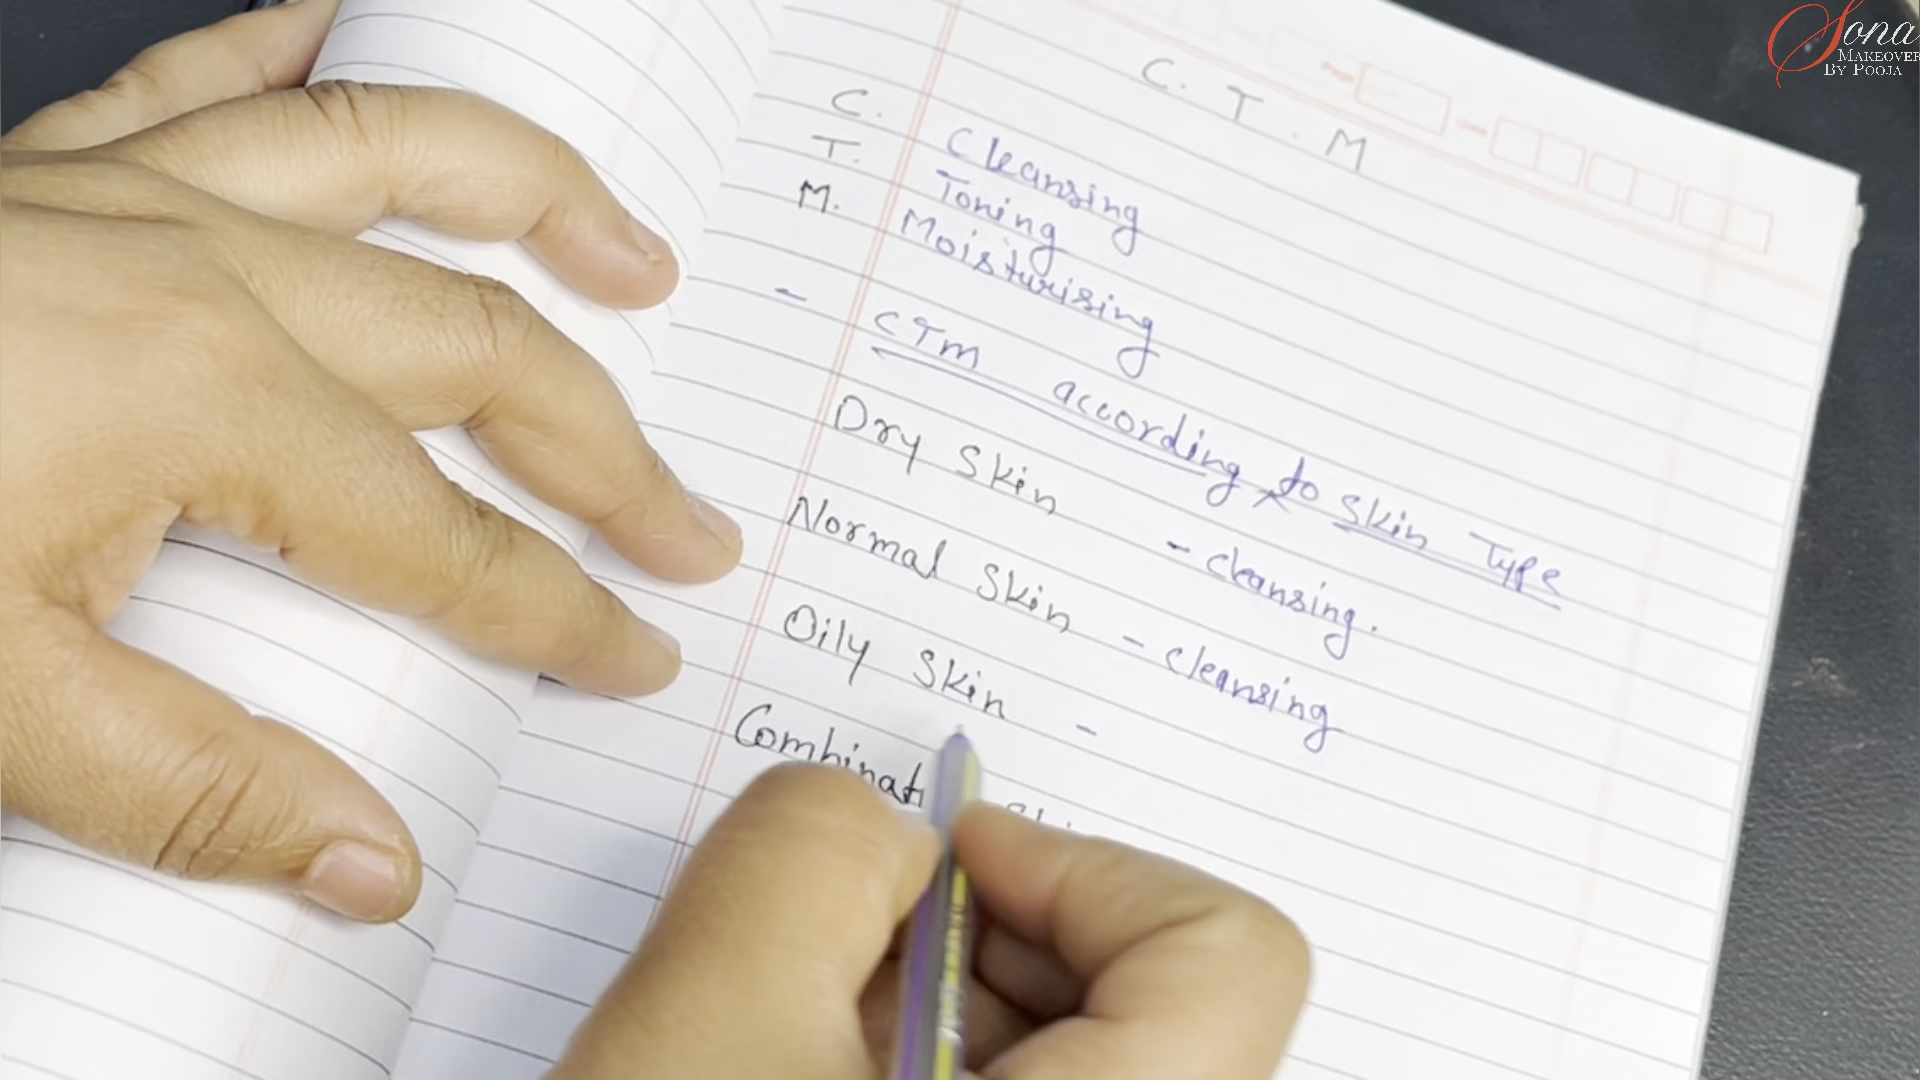 Sona
MAKEOVER
BY POOJA
C. T. M
C. Cleansing
T. Toning
M. Moisturising
- CTM according to Skin Type
Dry Skin - cleansing.
Normal Skin - cleansing
Oily Skin -